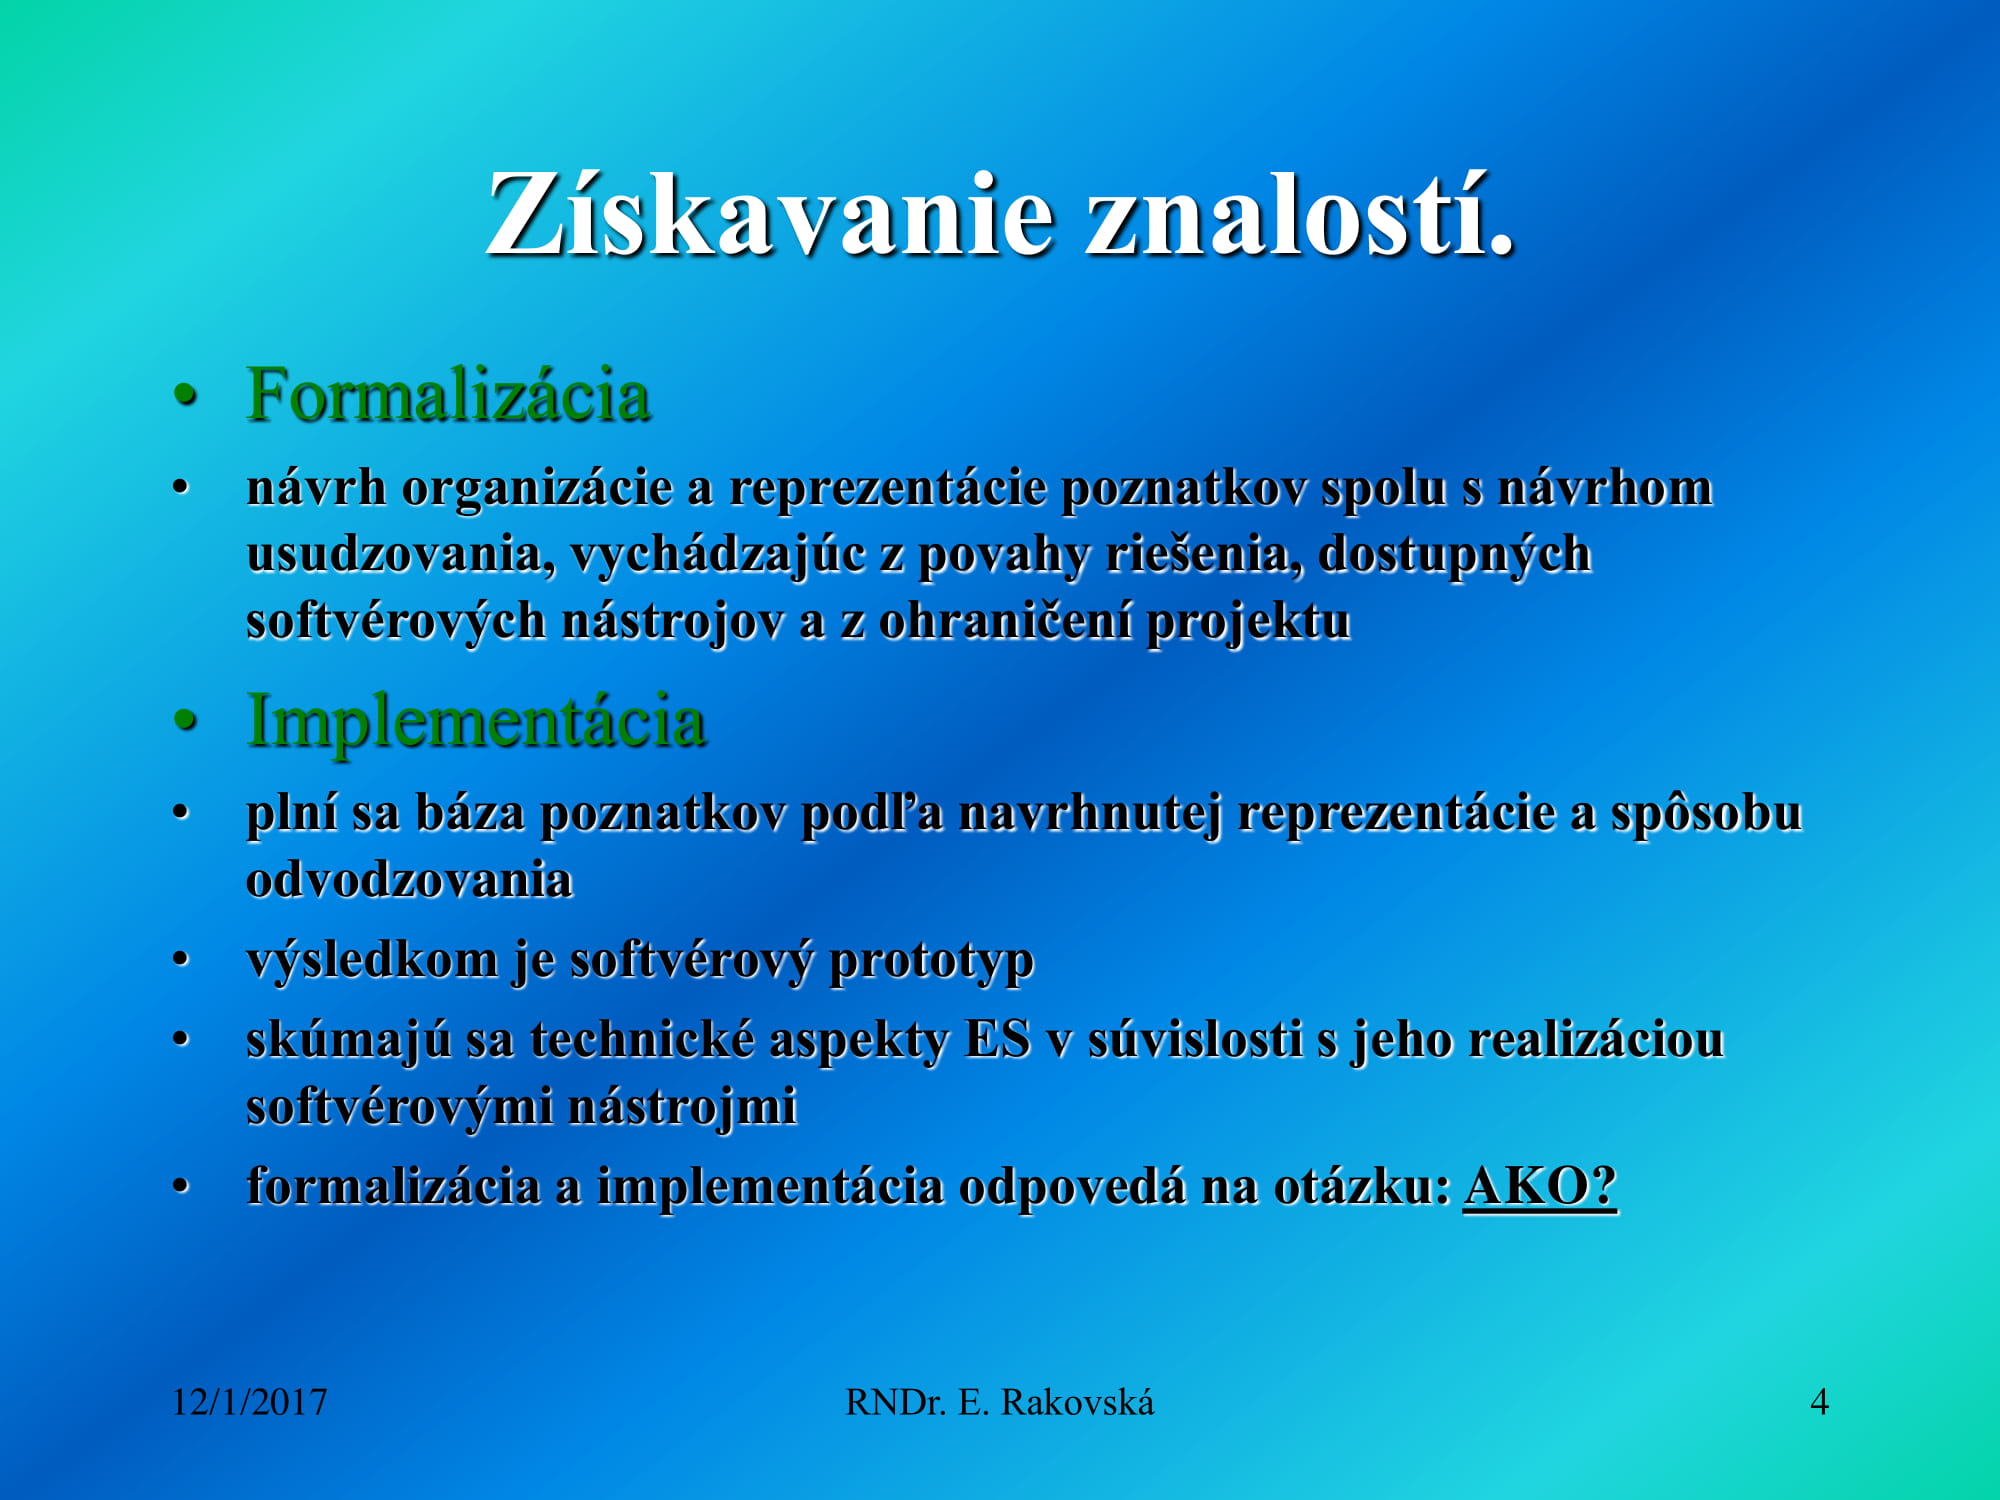 Získavanie znalostí.
• Formalizácia
• návrh organizácie a reprezentácie poznatkov spolu s návrhom
usudzovania, vychádzajúc z povahy riešenia, dostupných
softvérových nástrojov a z ohraničení projektu
• Implementácia
• plní sa báza poznatkov podľa navrhnutej reprezentácie a spôsobu
odvodzovania
• výsledkom je softvérový prototyp
• skúmajú sa technické aspekty ES v súvislosti s jeho realizáciou
softvérovými nástrojmi
• formalizácia a implementácia odpovedá na otázku: AKO?
12/1/2017 RNDr. E. Rakovská 4